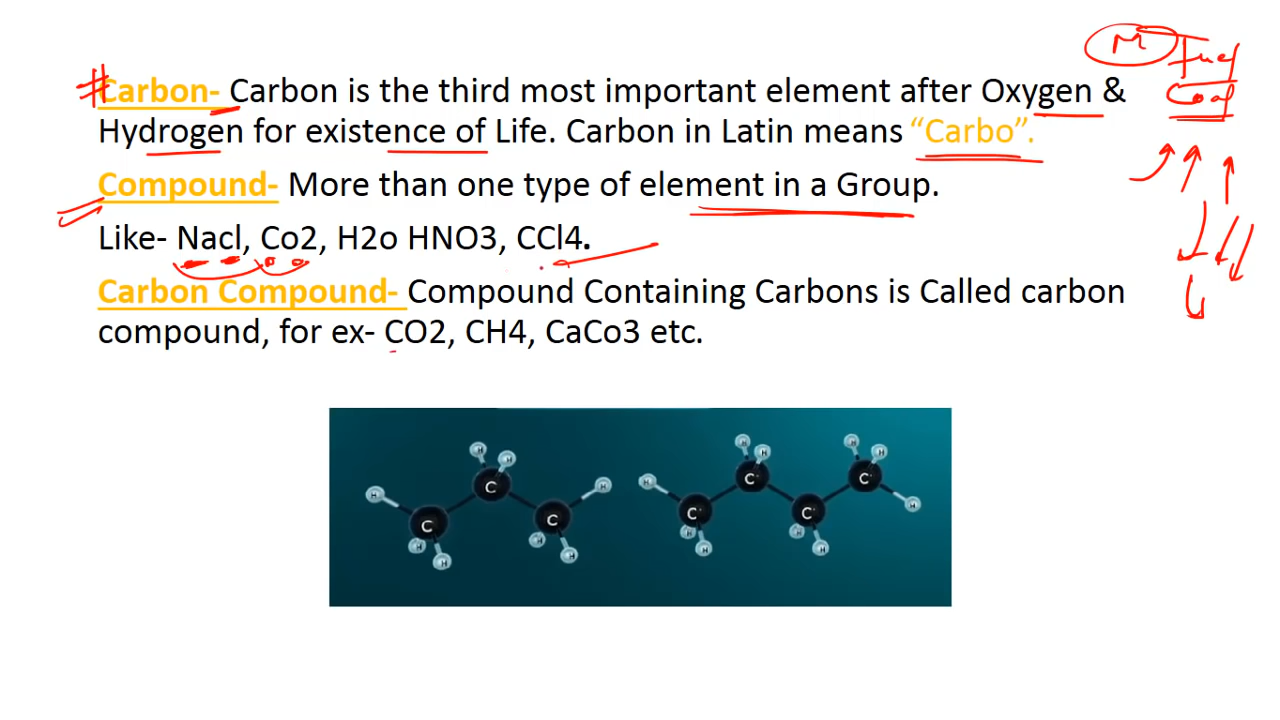 Carbon- Carbon is the third most important element after Oxygen &
Hydrogen for existence of Life. Carbon in Latin means “Carbo”.
Compound- More than one type of element in a Group.
Like- Nacl, Co2, H2o HNO3, CCl4.
Carbon Compound- Compound Containing Carbons is Called carbon
compound, for ex- CO2, CH4, CaCo3 etc.
M
Fuel
Coal
H H H H C C C H H H H
H H H H H C C C C H H H H H